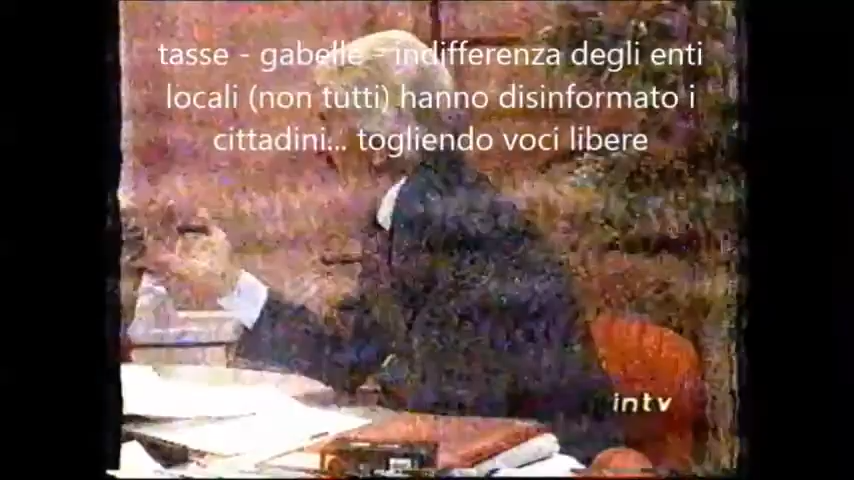 tasse - gabelle - indifferenza degli enti
locali (non tutti) hanno disinformato i
cittadini... togliendo voci libere
intv